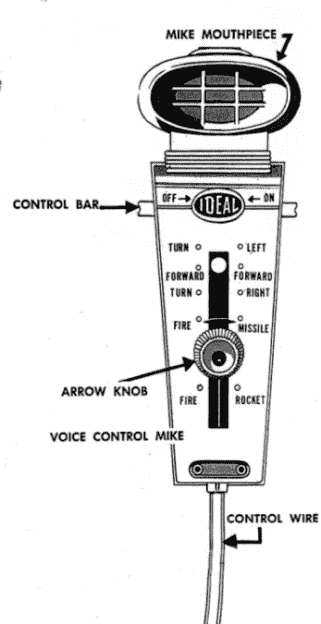 MIKE MOUTHPIECE
CONTROL BAR
OFF → IDEAL ← ON
TURN LEFT
FORWARD FORWARD
TURN RIGHT
FIRE MISSILE
ARROW KNOB
FIRE ROCKET
VOICE CONTROL MIKE
CONTROL WIRE